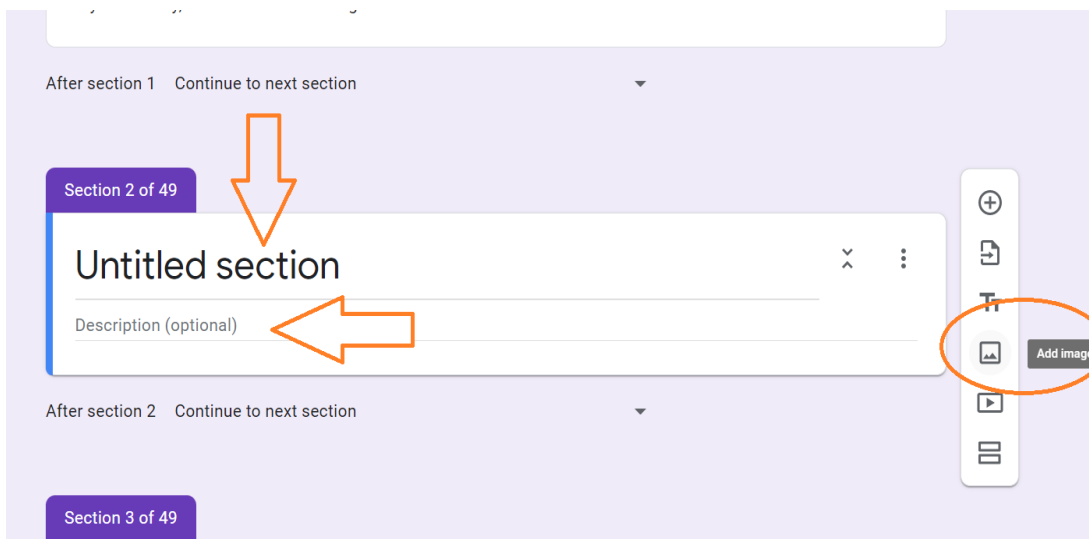 After section 1 Continue to next section
Section 2 of 49
Untitled section
Description (optional)
Add image
After section 2 Continue to next section
Section 3 of 49